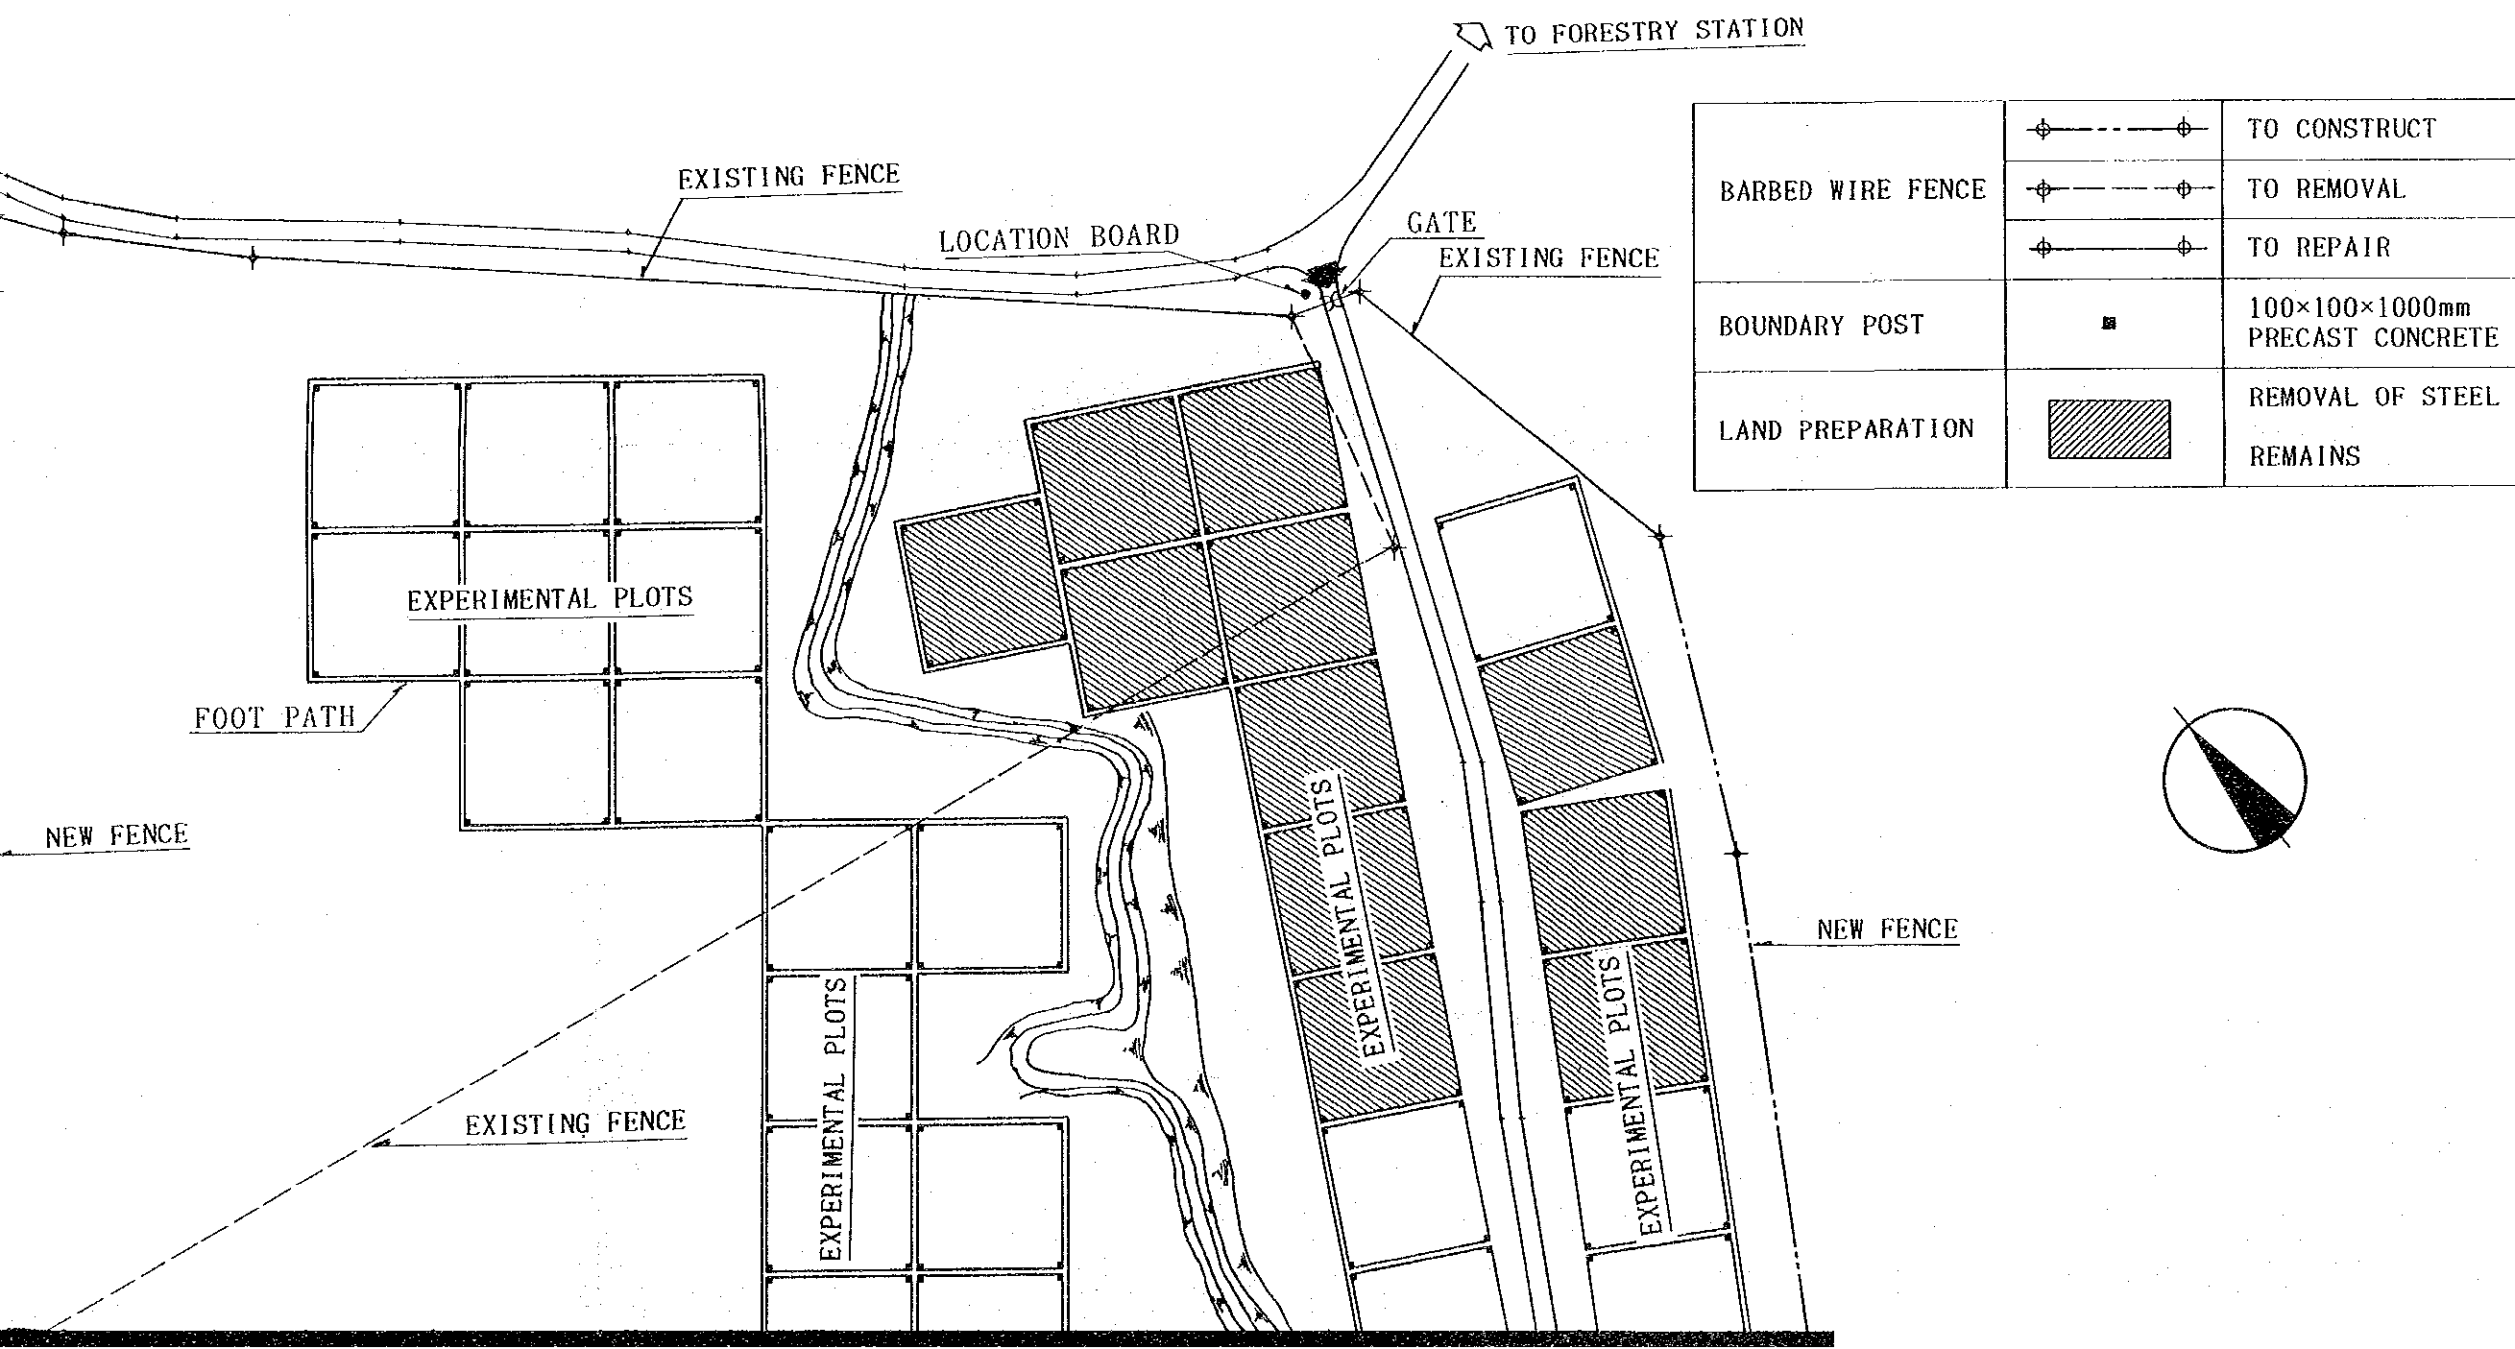 TO FORESTRY STATION
EXISTING FENCE
LOCATION BOARD
GATE
EXISTING FENCE
BARBED WIRE FENCE
TO CONSTRUCT
TO REMOVAL
TO REPAIR
BOUNDARY POST
100×100×1000mm
PRECAST CONCRETE
LAND PREPARATION
REMOVAL OF STEEL
REMAINS
EXPERIMENTAL PLOTS
FOOT PATH
NEW FENCE
EXPERIMENTAL PLOTS
NEW FENCE
EXPERIMENTAL PLOTS
EXPERIMENTAL PLOTS
EXISTING FENCE